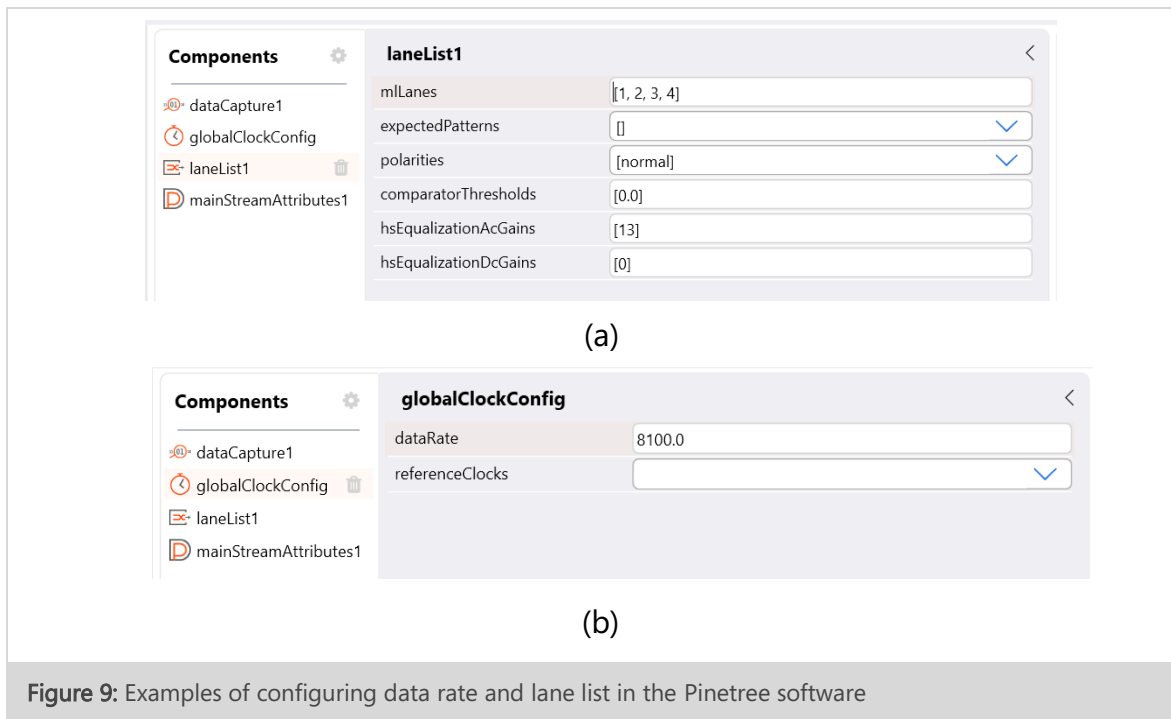 Components
dataCapture1
globalClockConfig
laneList1
mainStreamAttributes1
laneList1
mlLanes [1, 2, 3, 4]
expectedPatterns []
polarities [normal]
comparatorThresholds [0.0]
hsEqualizationAcGains [13]
hsEqualizationDcGains [0]
(a)
Components
dataCapture1
globalClockConfig
laneList1
mainStreamAttributes1
globalClockConfig
dataRate 8100.0
referenceClocks
(b)
Figure 9: Examples of configuring data rate and lane list in the Pinetree software